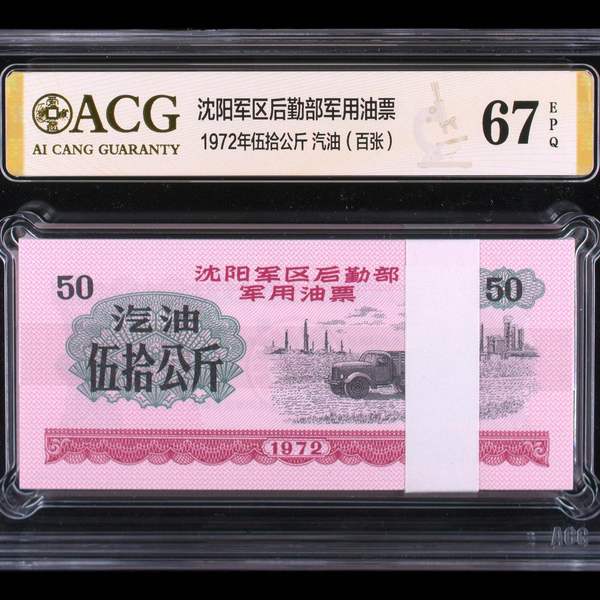 ACG
AI CANG GUARANTY
沈阳军区后勤部军用油票
1972年伍拾公斤 汽油（百张）
67
EPQ
沈阳军区后勤部
军用油票
50
50
汽油
伍拾公斤
1972
ACG